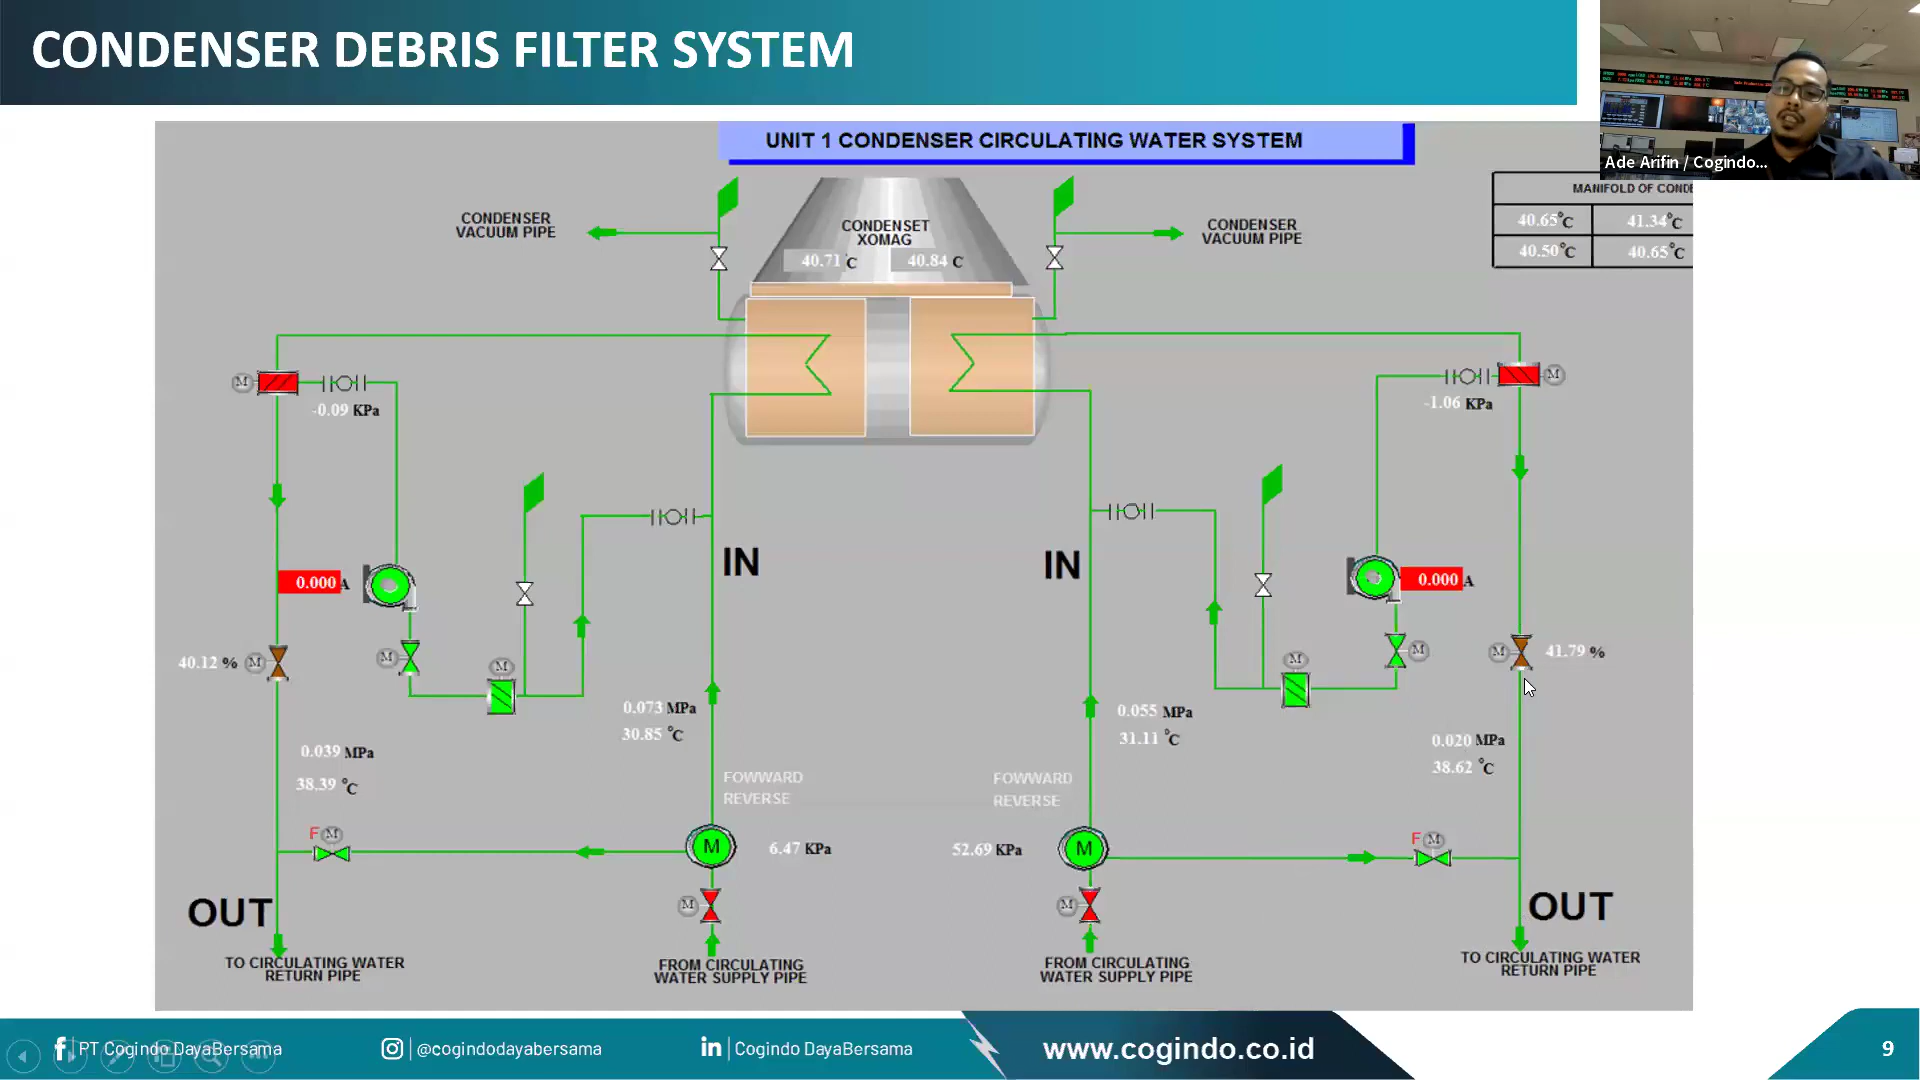 CONDENSER DEBRIS FILTER SYSTEM
Ade Arifin / Cogindo...
UNIT 1 CONDENSER CIRCULATING WATER SYSTEM
MANIFOLD OF CONDE
40.65°C 41.34°C
40.50°C 40.65°C
CONDENSER
VACUUM PIPE
CONDENSET
XOMAG
40.71 °C 40.84 C
CONDENSER
VACUUM PIPE
M
-0.09 KPa
M
-1.06 KPa
IN
IN
0.000 A
0.000 A
40.12 %
M
M
M
M
M
M
41.79 %
0.073 MPa
30.85 °C
0.055 MPa
31.11 °C
0.039 MPa
38.39 °C
0.020 MPa
38.62 °C
FOWWARD
REVERSE
FOWWARD
REVERSE
F M
M
6.47 KPa
52.69 KPa
M
F M
M
M
OUT
OUT
TO CIRCULATING WATER
RETURN PIPE
FROM CIRCULATING
WATER SUPPLY PIPE
FROM CIRCULATING
WATER SUPPLY PIPE
TO CIRCULATING WATER
RETURN PIPE
PT Cogindo DayaBersama
@cogindodayabersama
in Cogindo DayaBersama
www.cogindo.co.id
9